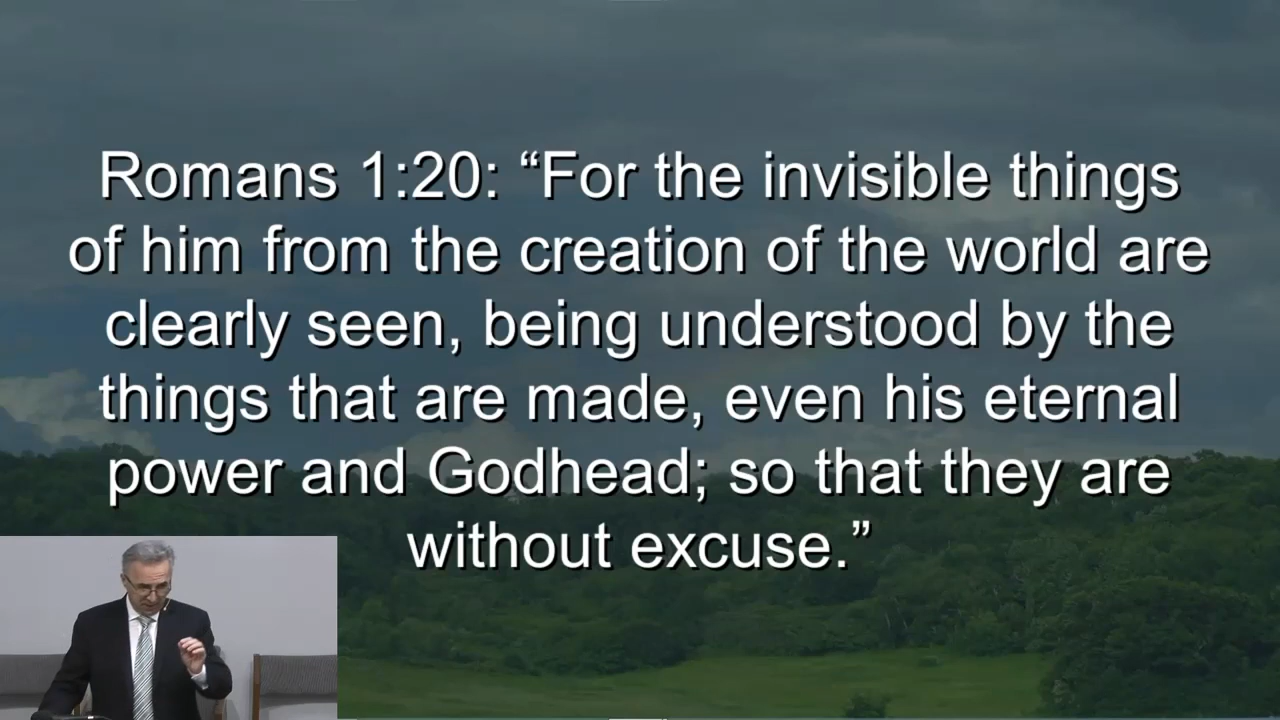 Romans 1:20: “For the invisible things
of him from the creation of the world are
clearly seen, being understood by the
things that are made, even his eternal
power and Godhead; so that they are
without excuse.”